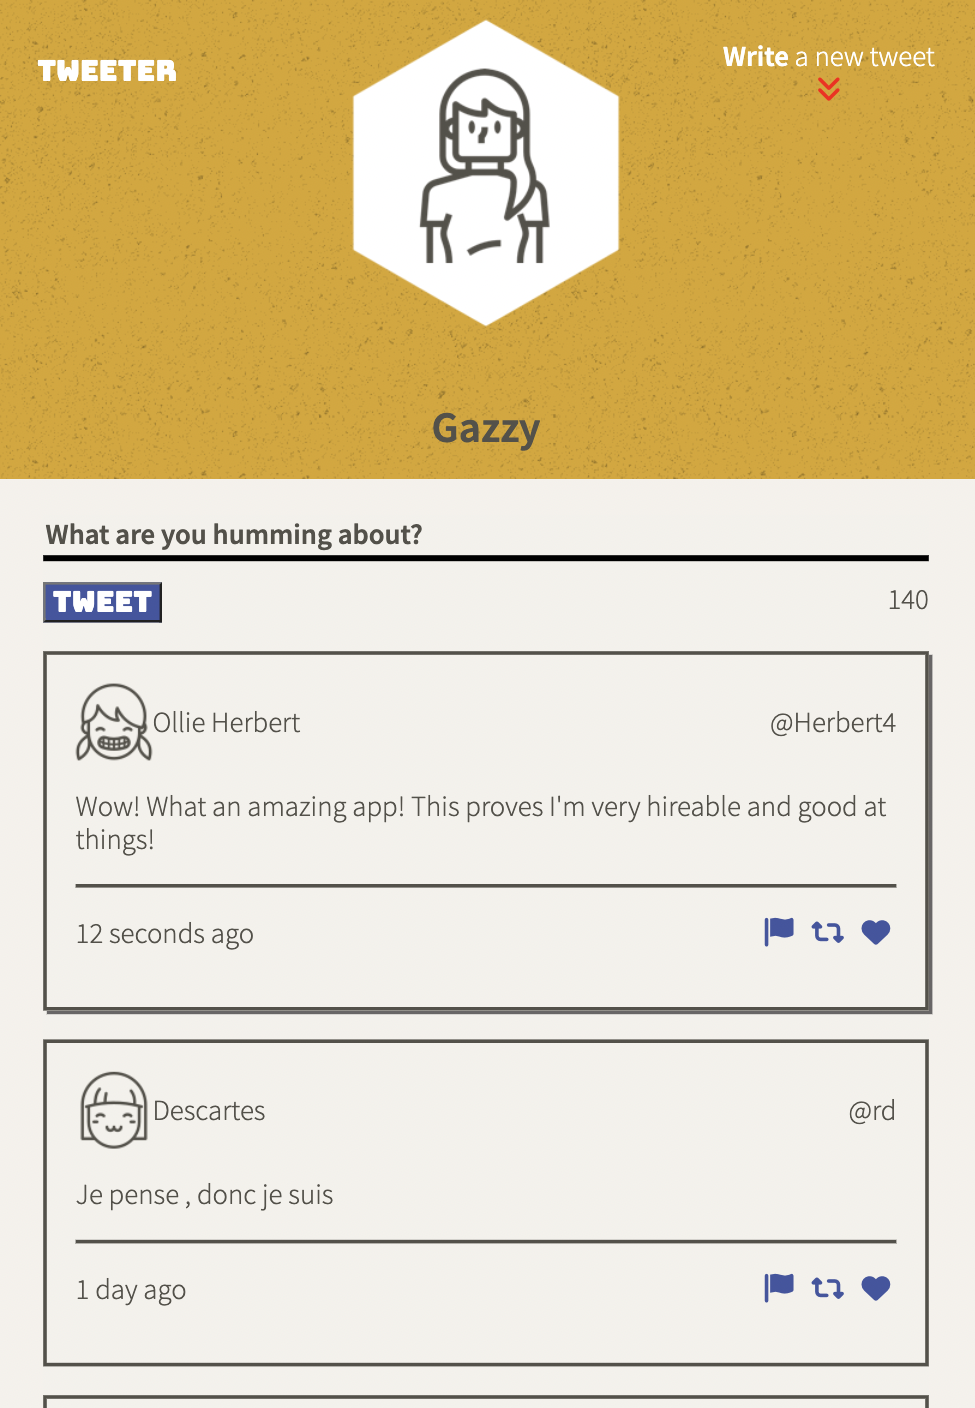 TWEETER
Write a new tweet
Gazzy
What are you humming about?
TWEET
140
Ollie Herbert
@Herbert4
Wow! What an amazing app! This proves I'm very hireable and good at
things!
12 seconds ago
Descartes
@rd
Je pense , donc je suis
1 day ago